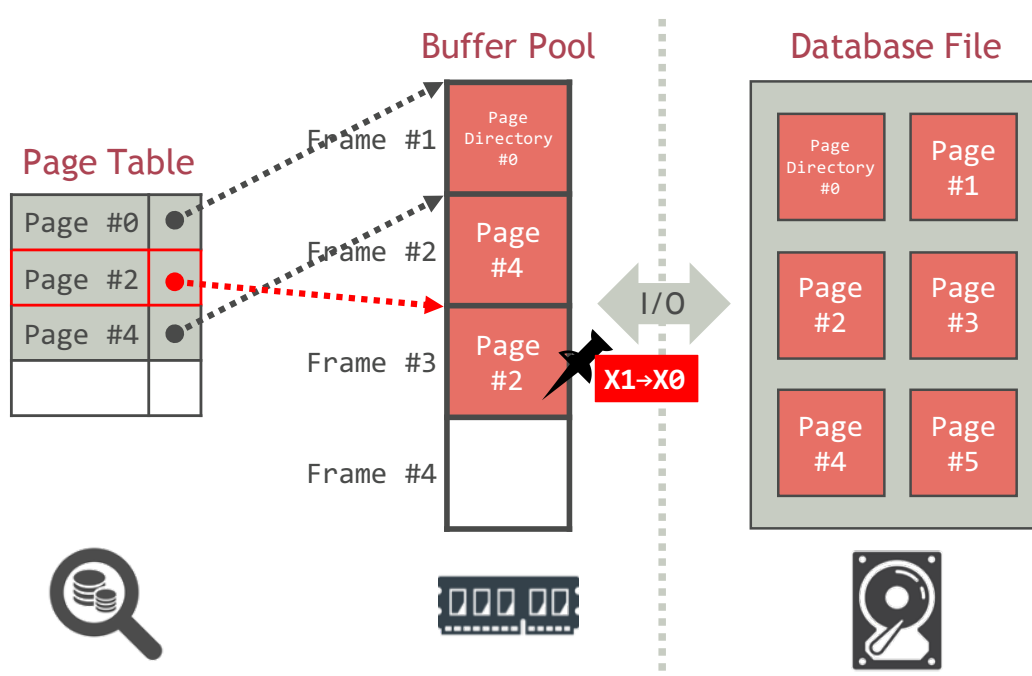 Buffer Pool
Database File
Page Table
Page #0
Page #2
Page #4
Frame #1
Frame #2
Frame #3
Frame #4
Page
Directory
#0
Page
#4
Page
#2
X1→X0
I/O
Page
Directory
#0
Page
#1
Page
#2
Page
#3
Page
#4
Page
#5